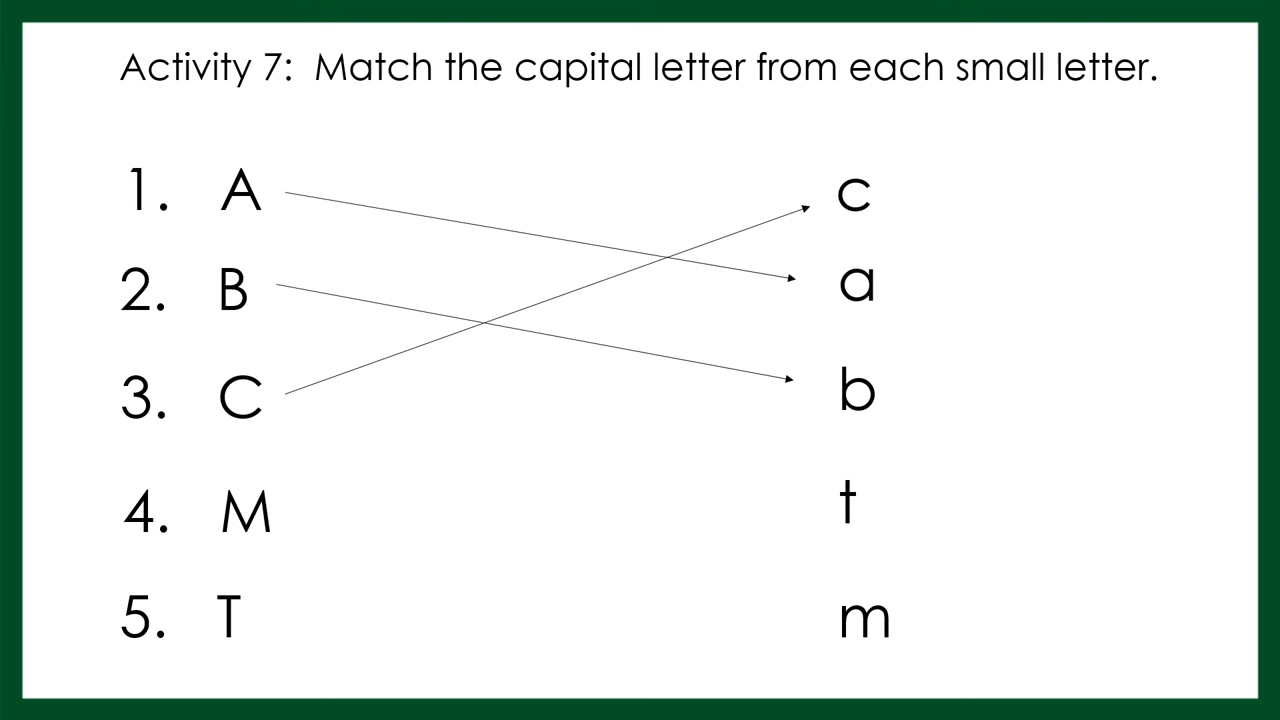 Activity 7:  Match the capital letter from each small letter.
1. A c
2. B a
3. C b
4. M t
5. T m